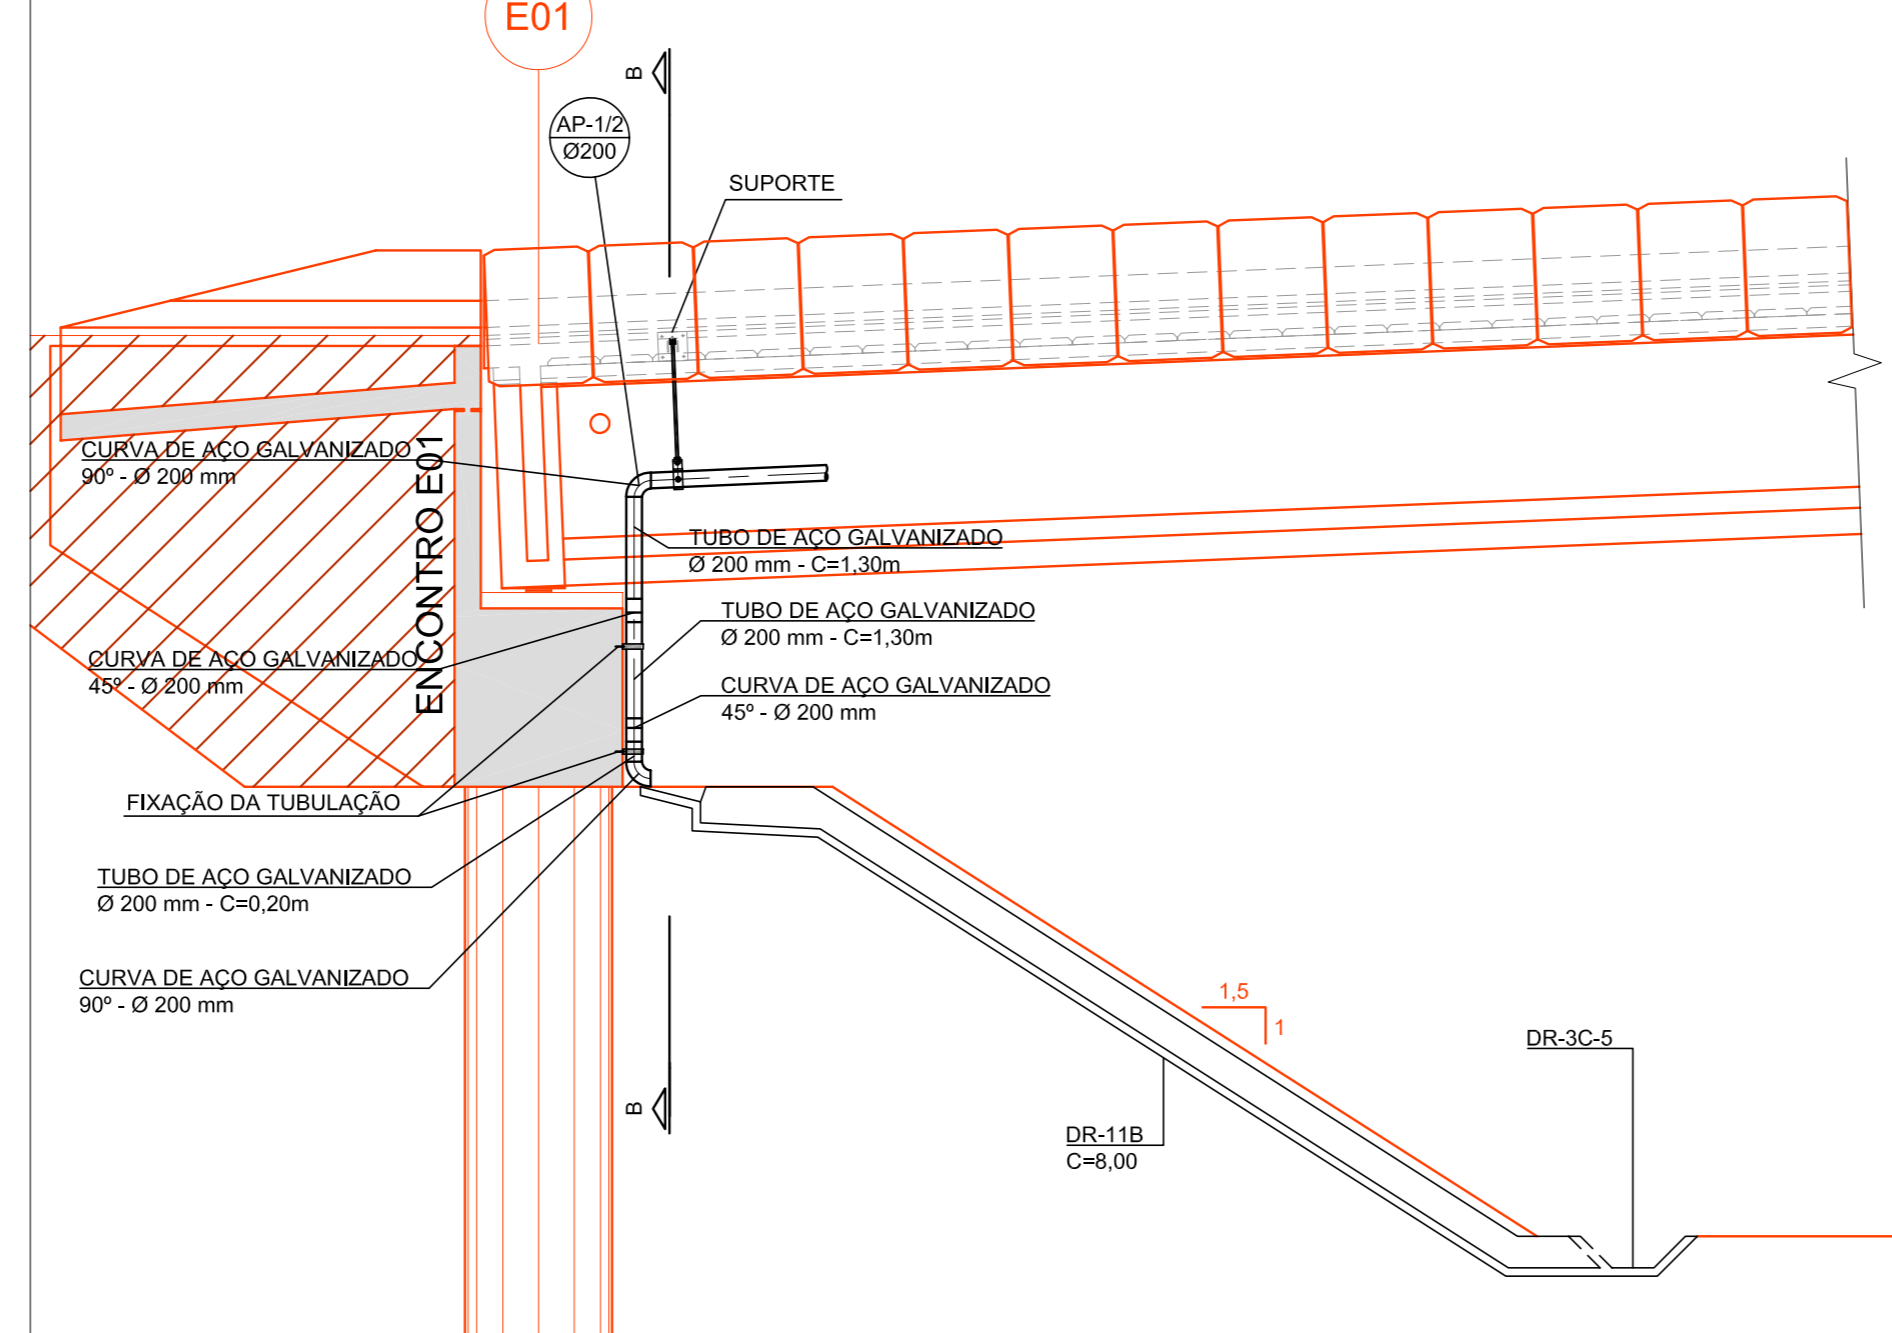 E01
B
AP-1/2
Ø200
SUPORTE
CURVA DE AÇO GALVANIZADO
90º - Ø 200 mm
ENCONTRO E01
TUBO DE AÇO GALVANIZADO
Ø 200 mm - C=1,30m
TUBO DE AÇO GALVANIZADO
Ø 200 mm - C=1,30m
CURVA DE AÇO GALVANIZADO
45º - Ø 200 mm
CURVA DE AÇO GALVANIZADO
45º - Ø 200 mm
FIXAÇÃO DA TUBULAÇÃO
TUBO DE AÇO GALVANIZADO
Ø 200 mm - C=0,20m
CURVA DE AÇO GALVANIZADO
90º - Ø 200 mm
1,5
1
DR-3C-5
B
DR-11B
C=8,00